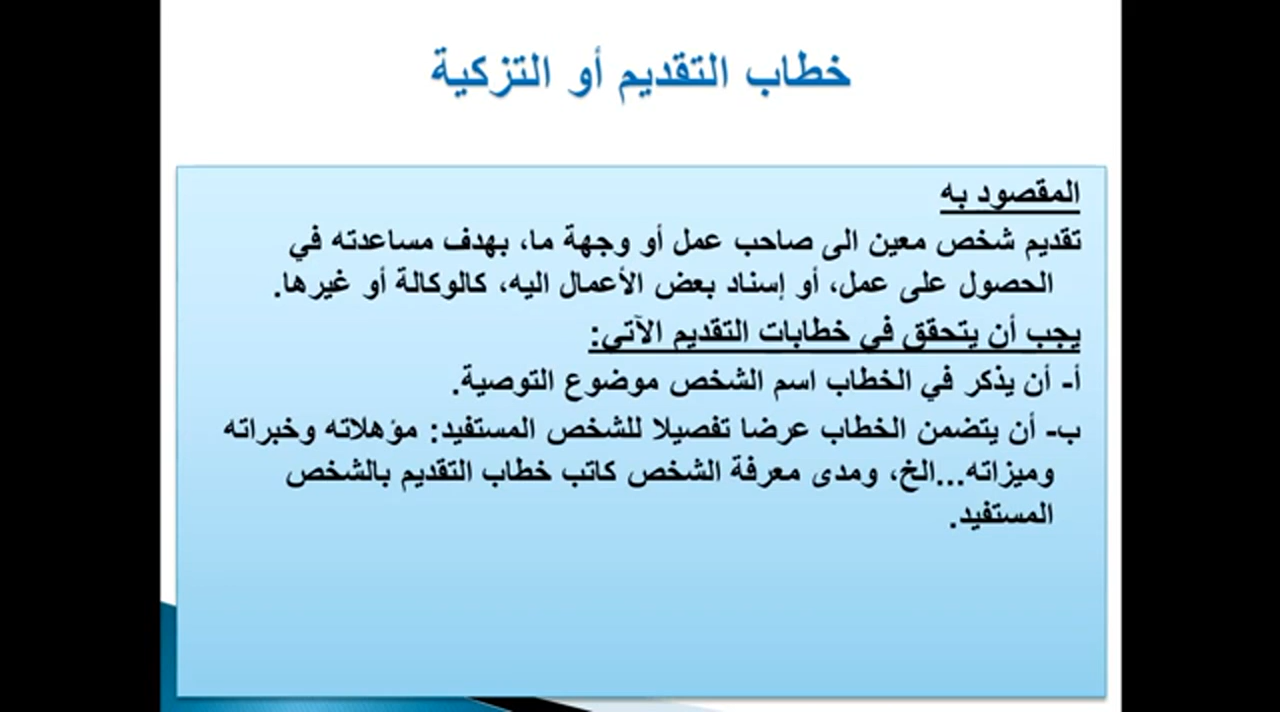 خطاب التقديم أو التزكية
المقصود به
تقديم شخص معين الى صاحب عمل أو وجهة ما، بهدف مساعدته في
الحصول على عمل، أو إسناد بعض الأعمال اليه، كالوكالة أو غيرها.
يجب أن يتحقق في خطابات التقديم الآتي:
أ- أن يذكر في الخطاب اسم الشخص موضوع التوصية.
ب- أن يتضمن الخطاب عرضا تفصيلا للشخص المستفيد: مؤهلاته وخبراته
وميزاته...الخ، ومدى معرفة الشخص كاتب خطاب التقديم بالشخص
المستفيد.